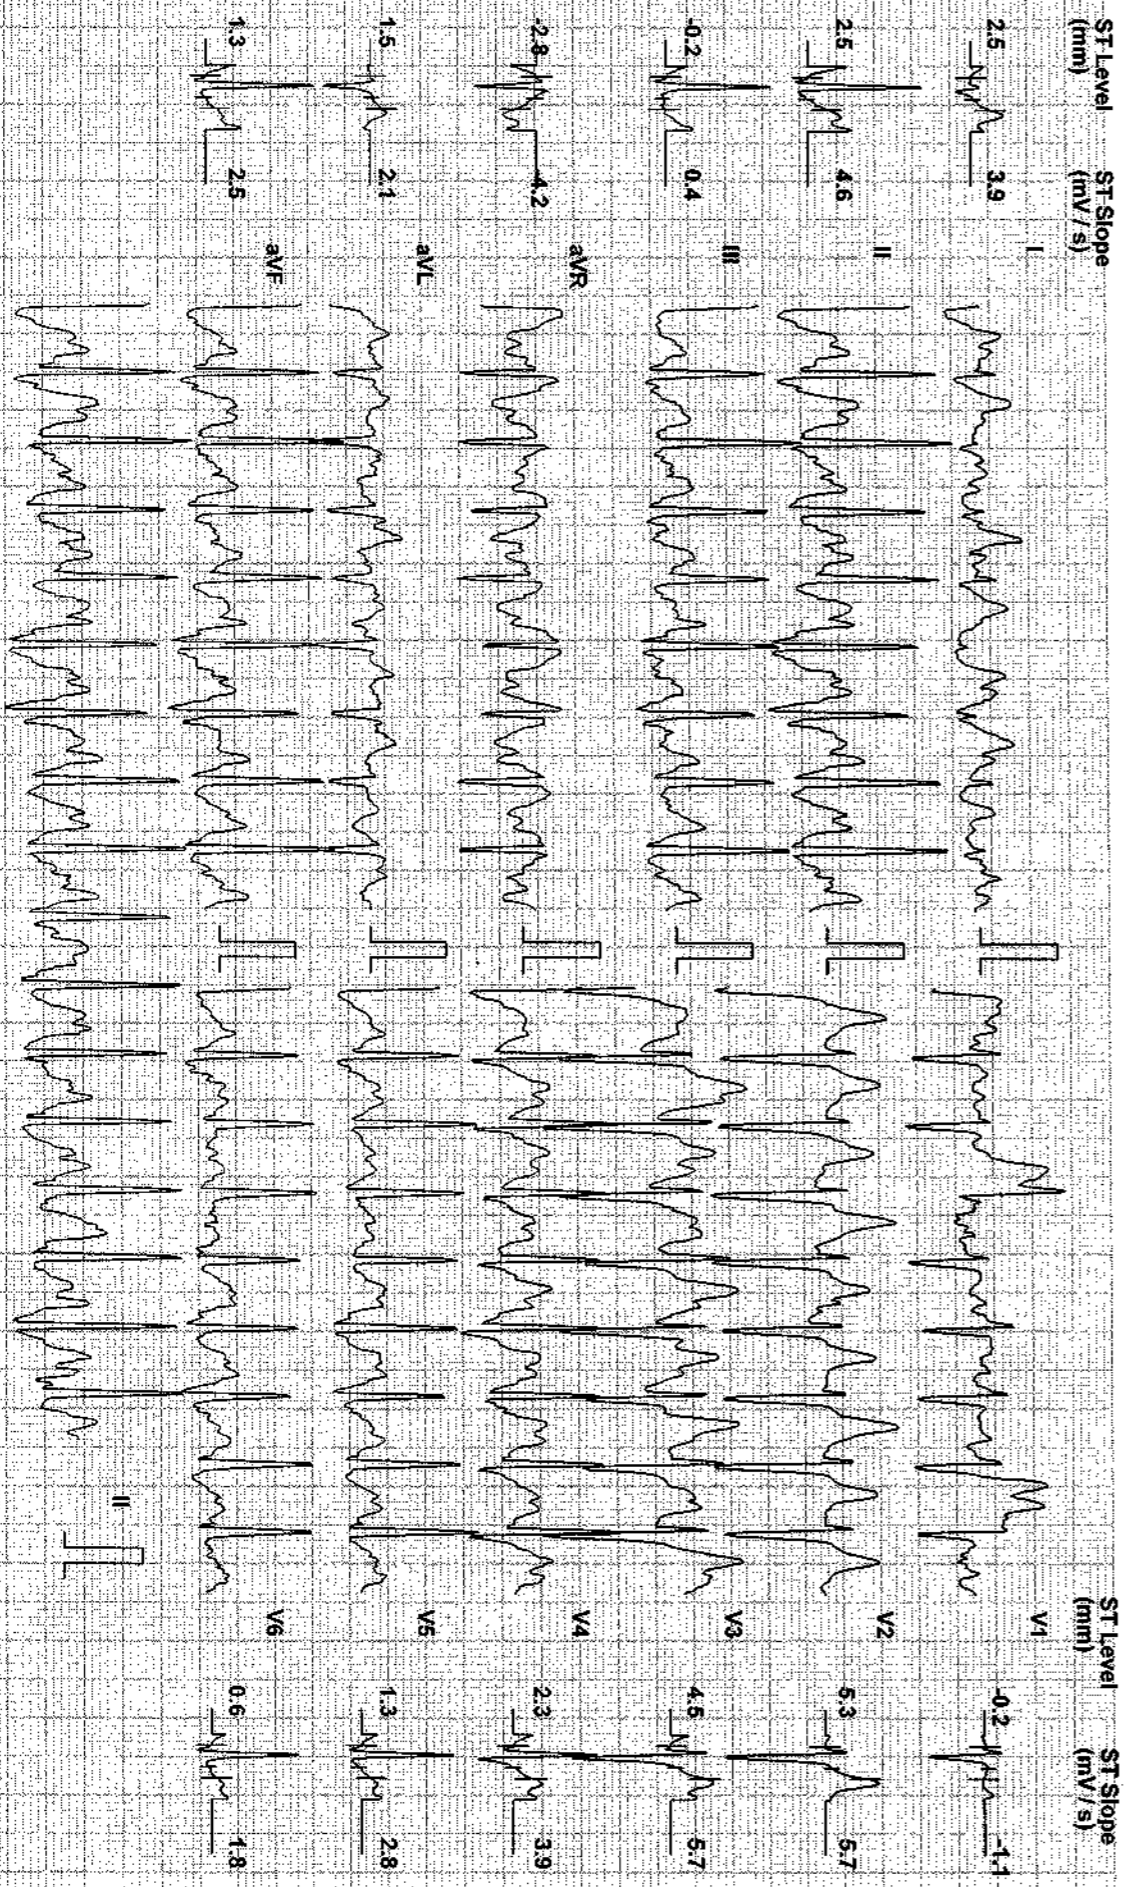 ST Level ST Slope ST Level ST Slope
(mm) (mV / s) (mm) (mV / s)
I V1
2.5 3.9 -0.2 -1.1
II V2
2.5 4.6 5.3 5.7
III V3
-0.2 0.4 4.5 5.7
aVR V4
-2.8 -4.2 2.3 3.9
aVL V5
1.5 2.1 1.3 2.8
aVF V6
1.3 2.5 0.6 1.8
II